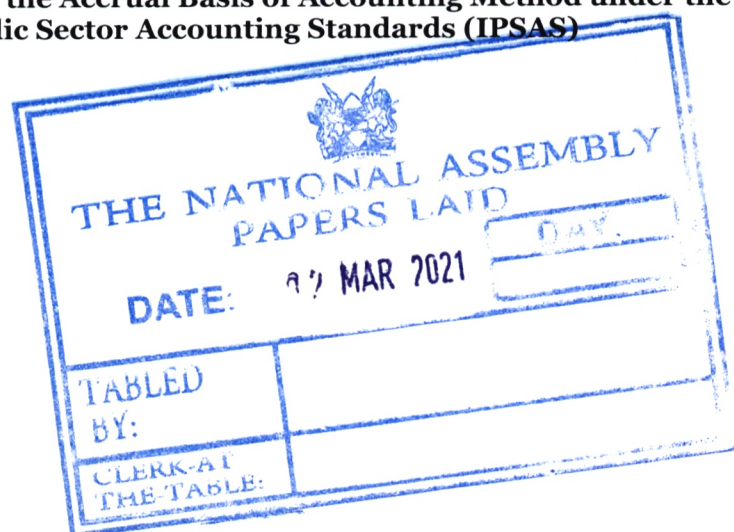 the Accrual Basis of Accounting Method under the
lic Sector Accounting Standards (IPSAS)
THE NATIONAL ASSEMBLY
PAPERS LAID
DAY.
DATE: MAR 2021
TABLED
BY:
CLERK-AT
THE-TABLE: